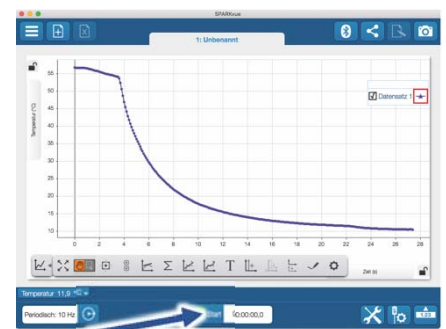 SPARKvue
1: Unbenannt
Temperatur (°C)
55
50
45
40
35
30
25
20
15
10
0 2 4 6 8 10 12 14 16 18 20 22 24 26 28
Datensatz 1
Σ T
Zeit (s)
Temperatur 11,9 °C
Periodisch: 10 Hz Start 0:00:00,0